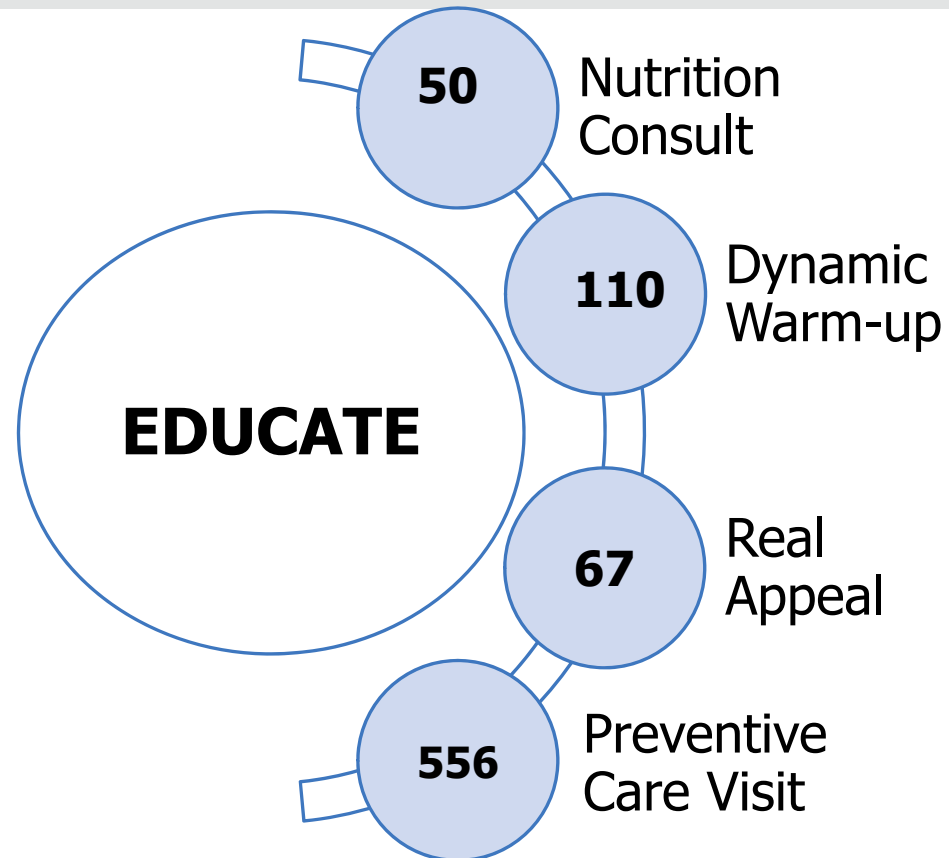 50
Nutrition
Consult
110
Dynamic
Warm-up
EDUCATE
67
Real
Appeal
556
Preventive
Care Visit